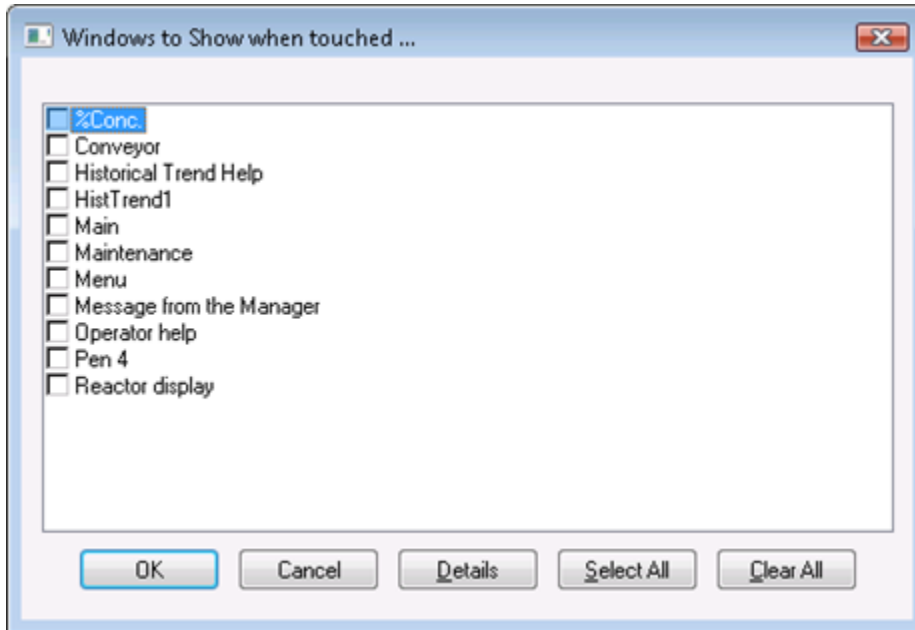 Windows to Show when touched ...
%Conc.
Conveyor
Historical Trend Help
HistTrend1
Main
Maintenance
Menu
Message from the Manager
Operator help
Pen 4
Reactor display
OK Cancel Details Select All Clear All